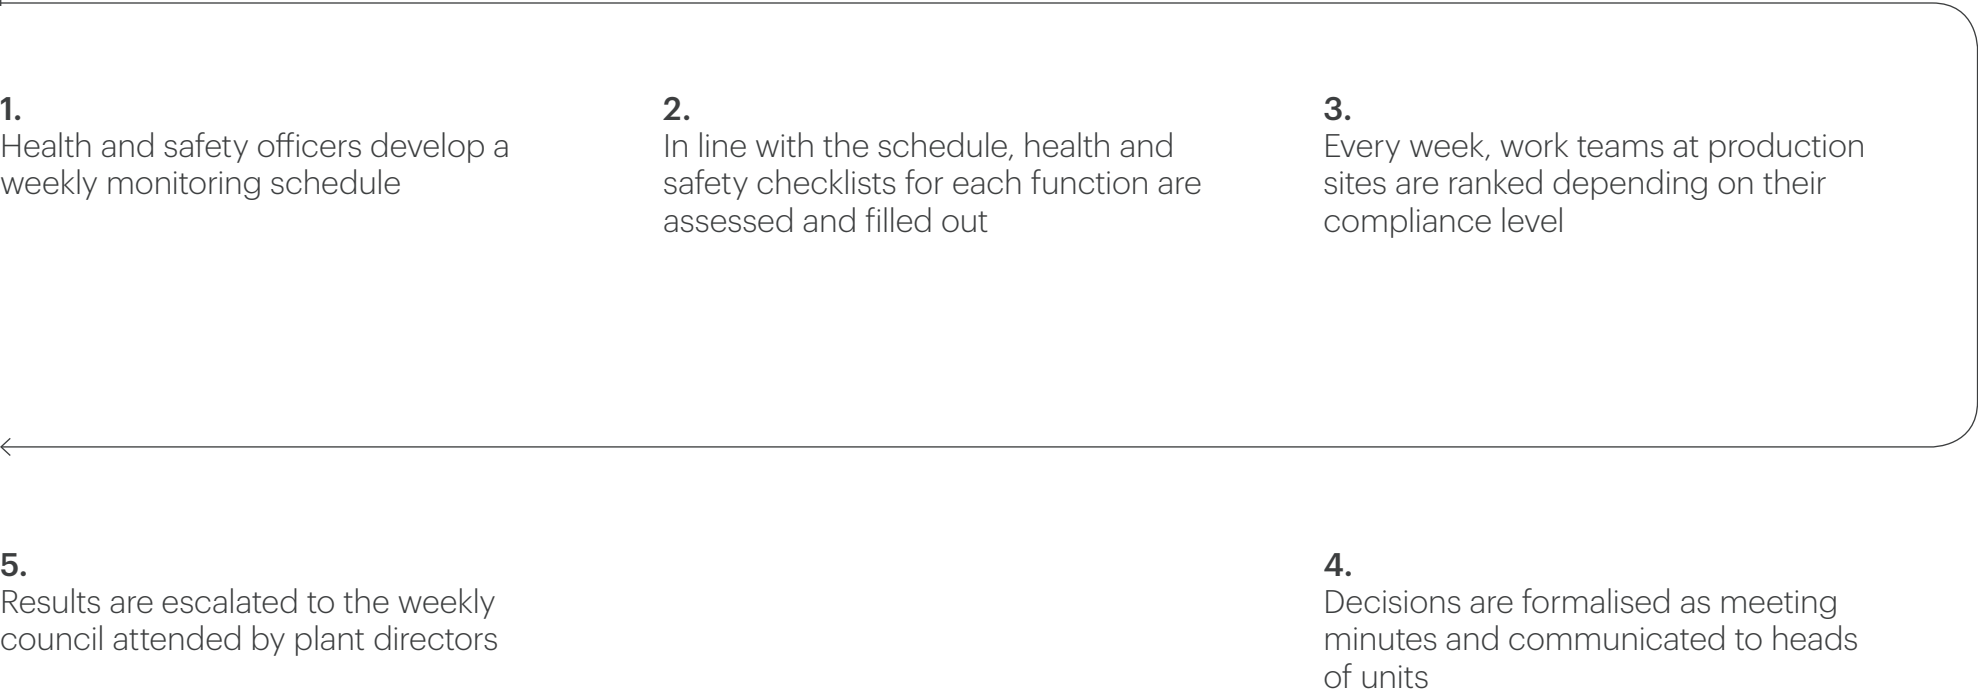 1.
Health and safety officers develop a
weekly monitoring schedule
2.
In line with the schedule, health and
safety checklists for each function are
assessed and filled out
3.
Every week, work teams at production
sites are ranked depending on their
compliance level
4.
Decisions are formalised as meeting
minutes and communicated to heads
of units
5.
Results are escalated to the weekly
council attended by plant directors